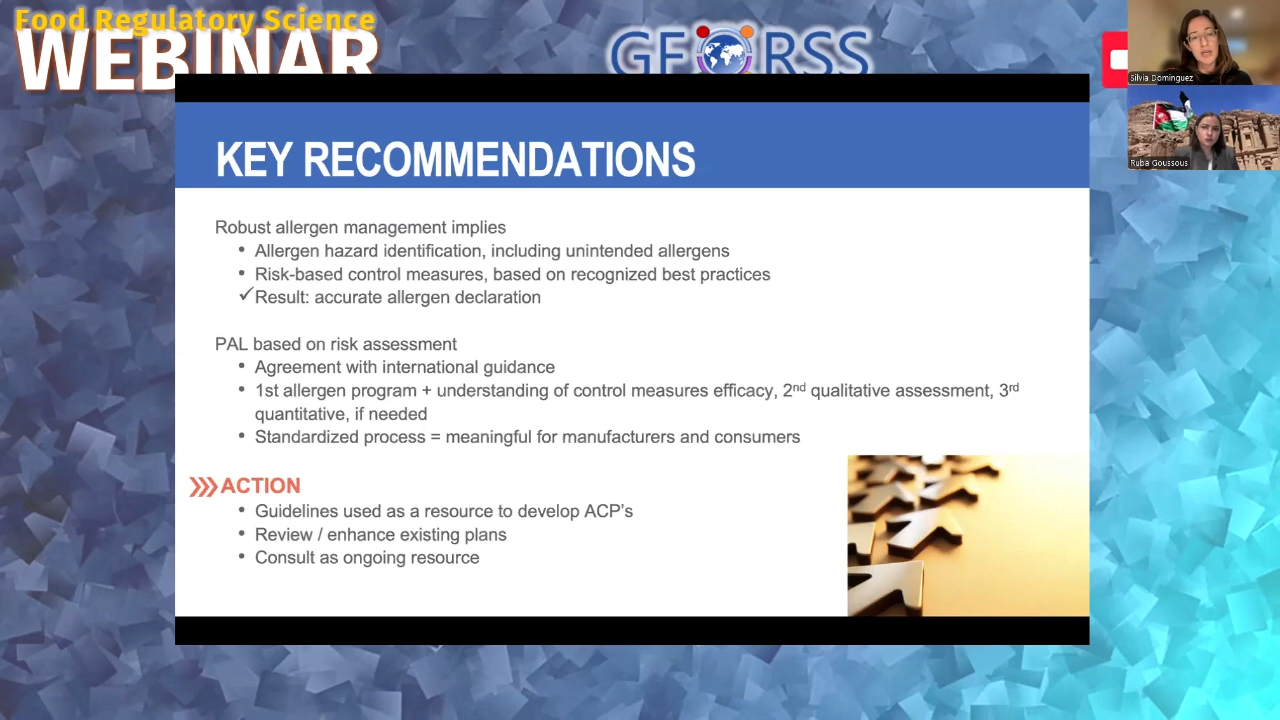 Food Regulatory Science
WEBINAR
GF RSS
Silvia Dominguez
Ruba Goussous
KEY RECOMMENDATIONS
Robust allergen management implies
• Allergen hazard identification, including unintended allergens
• Risk-based control measures, based on recognized best practices
✓Result: accurate allergen declaration
PAL based on risk assessment
• Agreement with international guidance
• 1st allergen program + understanding of control measures efficacy, 2nd qualitative assessment, 3rd
quantitative, if needed
• Standardized process = meaningful for manufacturers and consumers
ACTION
• Guidelines used as a resource to develop ACP's
• Review / enhance existing plans
• Consult as ongoing resource